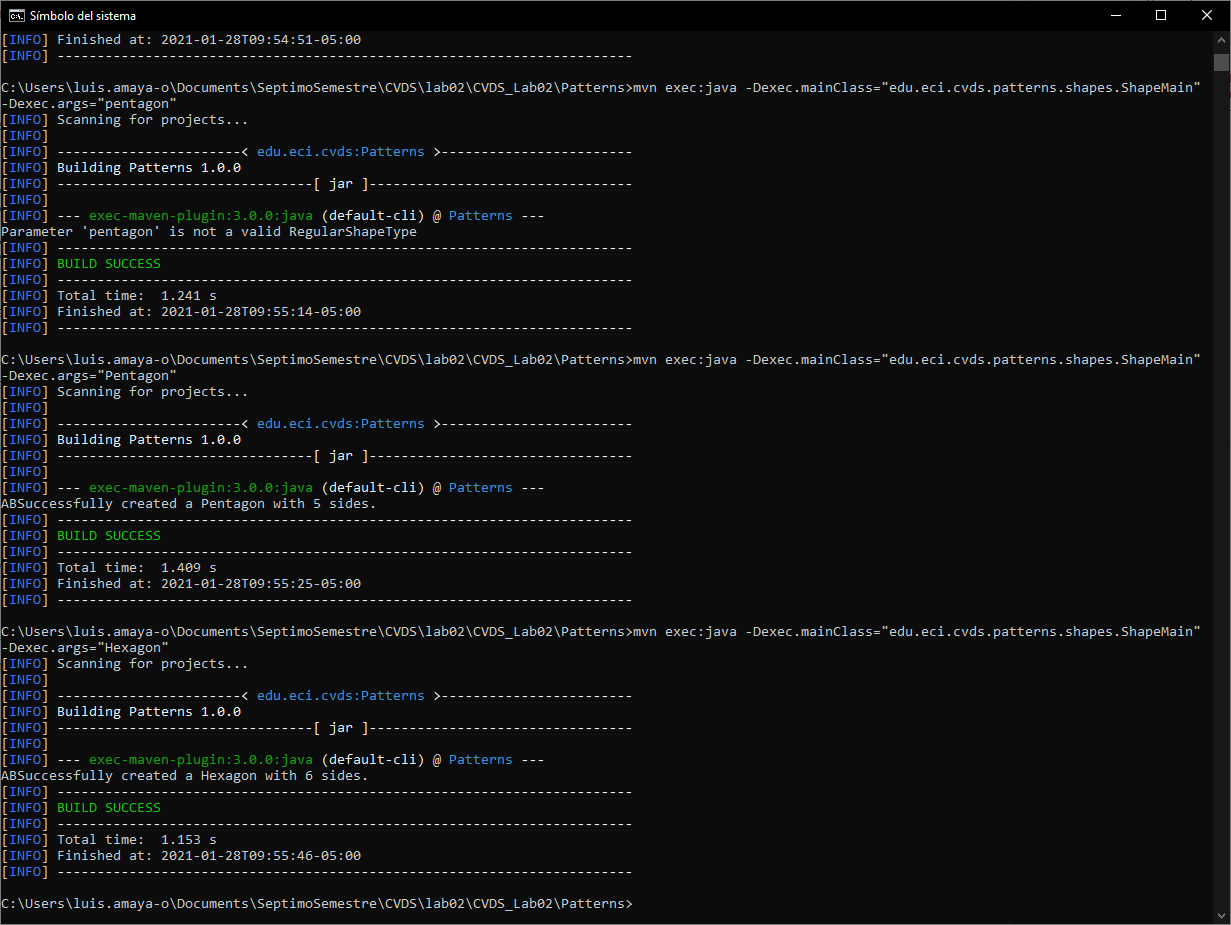 Símbolo del sistema
[INFO] Finished at: 2021-01-28T09:54:51-05:00
[INFO] ------------------------------------------------------------------------
C:\Users\luis.amaya-o\Documents\SeptimoSemestre\CVDS\lab02\CVDS_Lab02\Patterns>mvn exec:java -Dexec.mainClass="edu.eci.cvds.patterns.shapes.ShapeMain"
-Dexec.args="pentagon"
[INFO] Scanning for projects...
[INFO]
[INFO] -----------------------< edu.eci.cvds:Patterns >------------------------
[INFO] Building Patterns 1.0.0
[INFO] --------------------------------[ jar ]---------------------------------
[INFO]
[INFO] --- exec-maven-plugin:3.0.0:java (default-cli) @ Patterns ---
Parameter 'pentagon' is not a valid RegularShapeType
[INFO] ------------------------------------------------------------------------
[INFO] BUILD SUCCESS
[INFO] ------------------------------------------------------------------------
[INFO] Total time:  1.241 s
[INFO] Finished at: 2021-01-28T09:55:14-05:00
[INFO] ------------------------------------------------------------------------
C:\Users\luis.amaya-o\Documents\SeptimoSemestre\CVDS\lab02\CVDS_Lab02\Patterns>mvn exec:java -Dexec.mainClass="edu.eci.cvds.patterns.shapes.ShapeMain"
-Dexec.args="Pentagon"
[INFO] Scanning for projects...
[INFO]
[INFO] -----------------------< edu.eci.cvds:Patterns >------------------------
[INFO] Building Patterns 1.0.0
[INFO] --------------------------------[ jar ]---------------------------------
[INFO]
[INFO] --- exec-maven-plugin:3.0.0:java (default-cli) @ Patterns ---
ABSuccessfully created a Pentagon with 5 sides.
[INFO] ------------------------------------------------------------------------
[INFO] BUILD SUCCESS
[INFO] ------------------------------------------------------------------------
[INFO] Total time:  1.409 s
[INFO] Finished at: 2021-01-28T09:55:25-05:00
[INFO] ------------------------------------------------------------------------
C:\Users\luis.amaya-o\Documents\SeptimoSemestre\CVDS\lab02\CVDS_Lab02\Patterns>mvn exec:java -Dexec.mainClass="edu.eci.cvds.patterns.shapes.ShapeMain"
-Dexec.args="Hexagon"
[INFO] Scanning for projects...
[INFO]
[INFO] -----------------------< edu.eci.cvds:Patterns >------------------------
[INFO] Building Patterns 1.0.0
[INFO] --------------------------------[ jar ]---------------------------------
[INFO]
[INFO] --- exec-maven-plugin:3.0.0:java (default-cli) @ Patterns ---
ABSuccessfully created a Hexagon with 6 sides.
[INFO] ------------------------------------------------------------------------
[INFO] BUILD SUCCESS
[INFO] ------------------------------------------------------------------------
[INFO] Total time:  1.153 s
[INFO] Finished at: 2021-01-28T09:55:46-05:00
[INFO] ------------------------------------------------------------------------
C:\Users\luis.amaya-o\Documents\SeptimoSemestre\CVDS\lab02\CVDS_Lab02\Patterns>